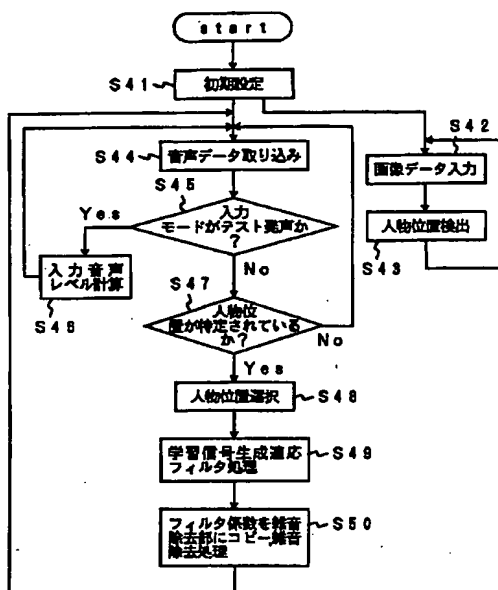 start
S41
初期設定
S42
S44
音声データ取り込み
画像データ入力
S45
入力
モードがテスト発声か
?
Yes
人物位置検出
S43
No
入力音声
レベル計算
S46
S47
人物位
置が特定されている
か?
No
Yes
人物位置選択
S48
学習信号生成適応
フィルタ処理
S49
フィルタ係数を雑音
除去部にコピー雑音
除去処理
S50